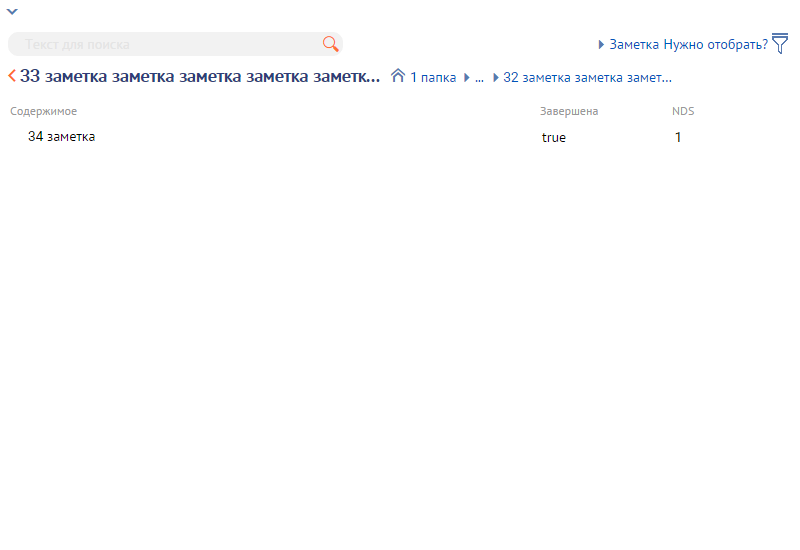 Текст для поиска
Заметка Нужно отобрать?
33 заметка заметка заметка заметка заметк... 1 папка ... 32 заметка заметка замет...
Содержимое Завершена NDS
34 заметка true 1